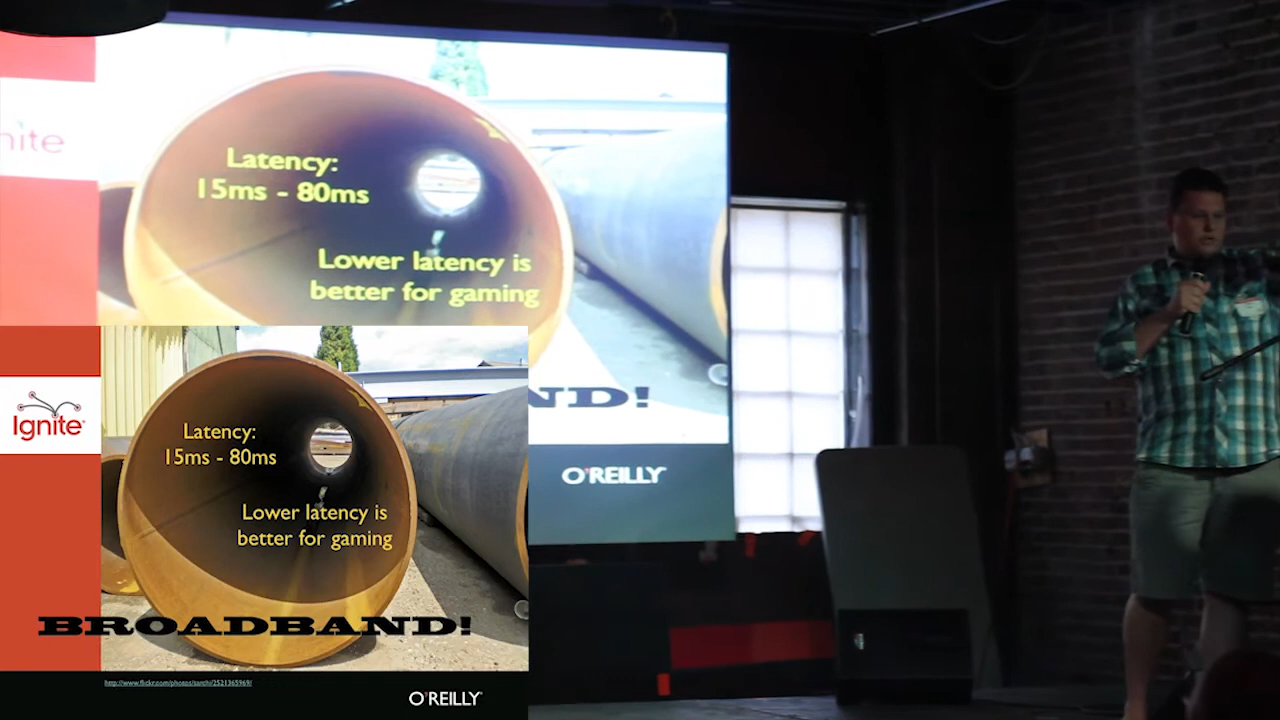 nite
Latency:
15ms - 80ms
Lower latency is
better for gaming
ND!
O'REILLY
Ignite
Latency:
15ms - 80ms
Lower latency is
better for gaming
BROADBAND!
O'REILLY